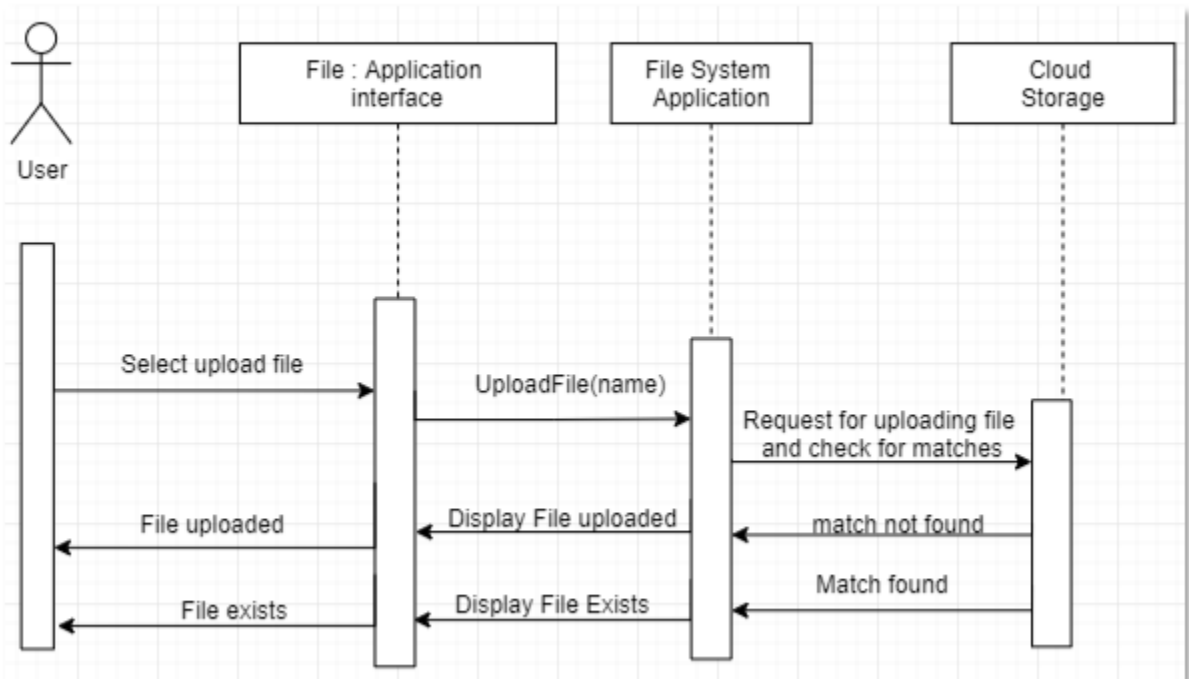 File : Application
interface
File System
Application
Cloud
Storage
User
Select upload file
UploadFile(name)
Request for uploading file
and check for matches
File uploaded
Display File uploaded
match not found
File exists
Display File Exists
Match found